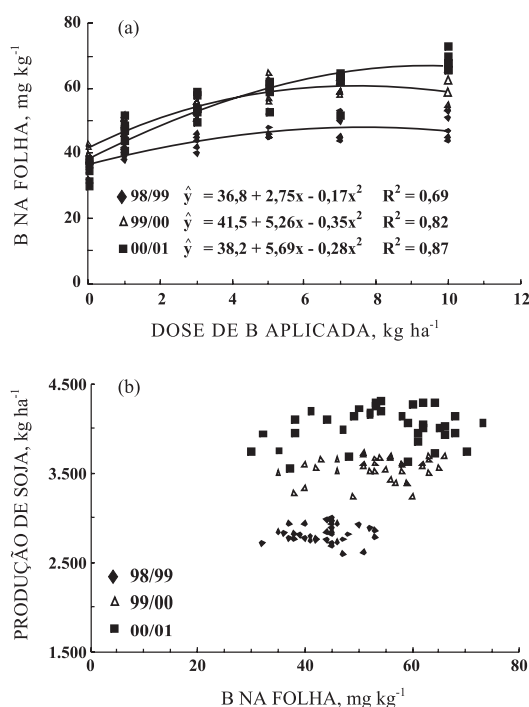 (a)
B NA FOLHA, mg kg⁻¹
80
60
40
20
0
98/99 ŷ = 36,8 + 2,75x - 0,17x² R² = 0,69
99/00 ŷ = 41,5 + 5,26x - 0,35x² R² = 0,82
00/01 ŷ = 38,2 + 5,69x - 0,28x² R² = 0,87
0 2 4 6 8 10 12
DOSE DE B APLICADA, kg ha⁻¹
(b)
PRODUÇÃO DE SOJA, kg ha⁻¹
4.500
3.500
2.500
1.500
98/99
99/00
00/01
0 20 40 60 80
B NA FOLHA, mg kg⁻¹